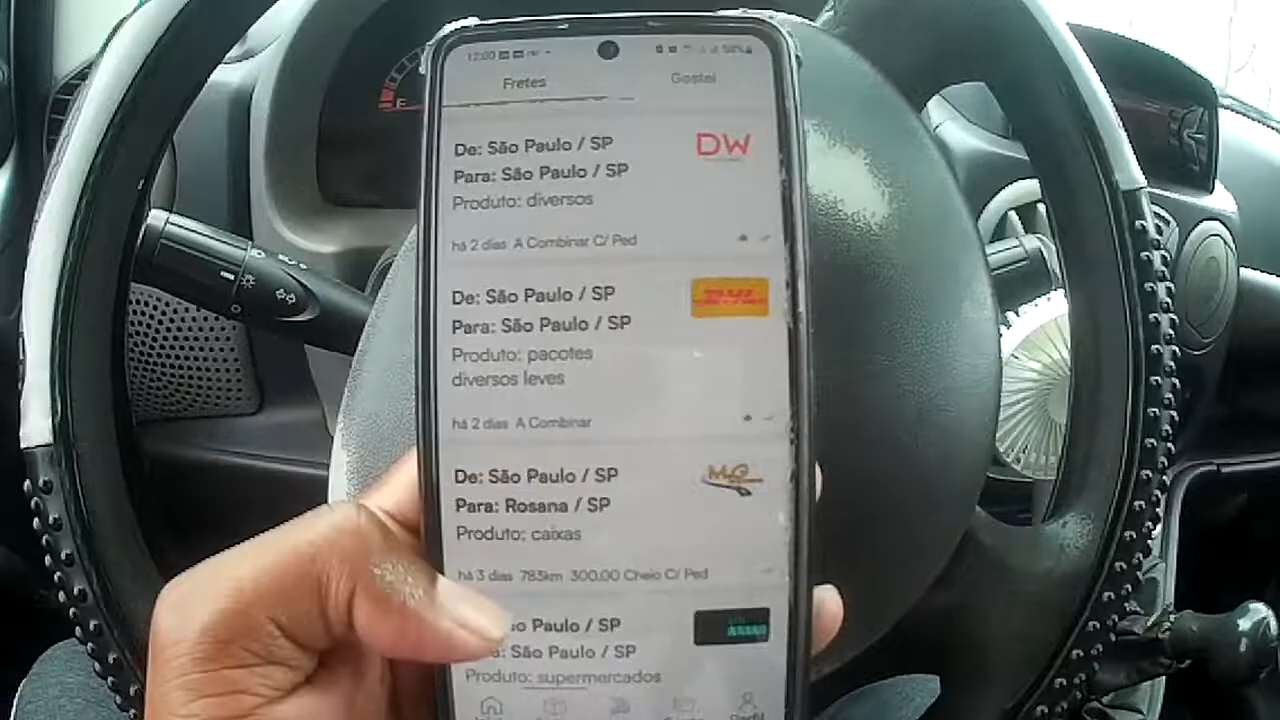 12:00
Fretes
Gostei
De: São Paulo / SP
DW
Para: São Paulo / SP
Produto: diversos
há 2 dias A Combinar C/ Ped
De: São Paulo / SP
DHL
Para: São Paulo / SP
Produto: pacotes
diversos leves
há 2 dias A Combinar
De: São Paulo / SP
Para: Rosana / SP
Produto: caixas
há 3 dias 783km 300.00 Cheio C/ Ped
Paulo / SP
São Paulo / SP
Produto: supermercados
Perfil
F